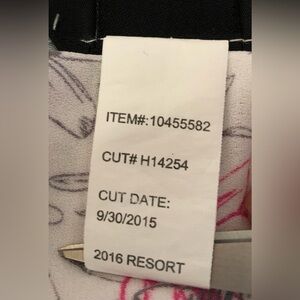 ITEM#:10455582
CUT# H14254
CUT DATE:
9/30/2015
2016 RESORT